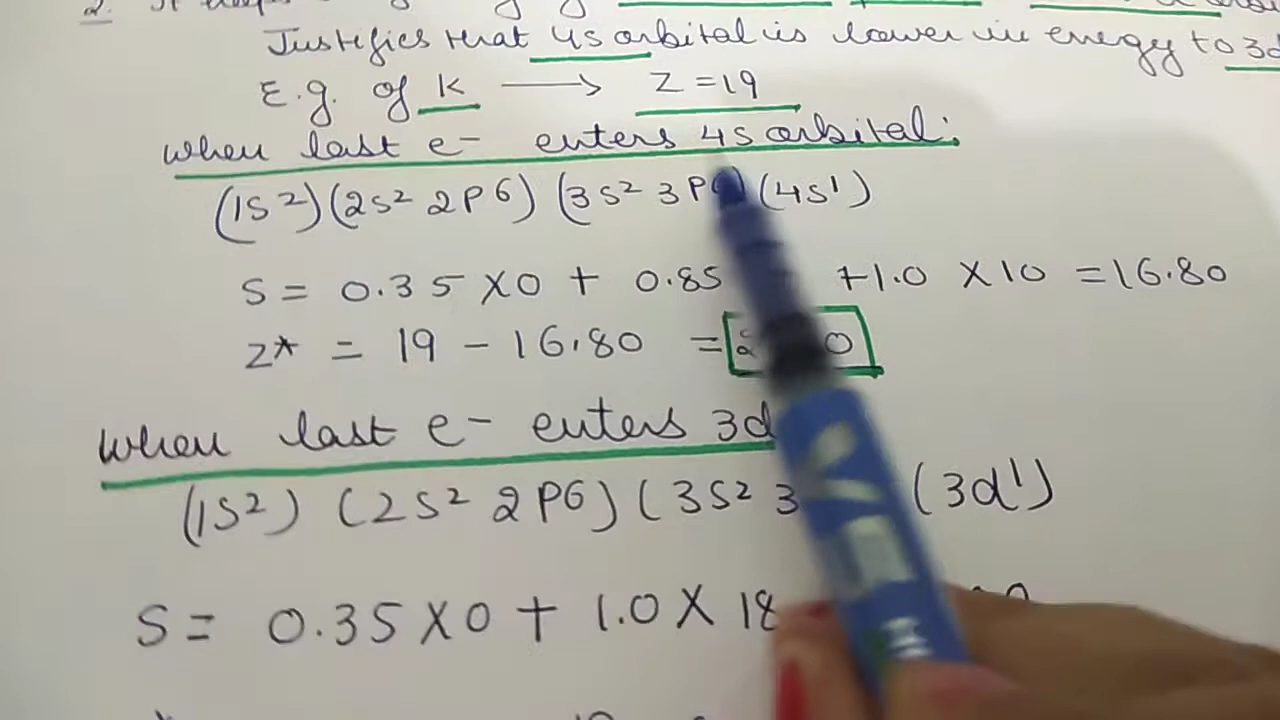 2.
Justifies that 4s orbital is lower in energy to 3d
E.g. of K → Z = 19
when last e- enters 4s orbital:
(1s2)(2s2 2p6) (3s2 3p6) (4s1)
S = 0.35 X 0 + 0.85 +1.0 X 10 = 16.80
Z* = 19 - 16.80 =
when last e- enters 3d
(1s2) (2s2 2p6) (3s2 3 (3d1)
S = 0.35 X 0 + 1.0 X 18